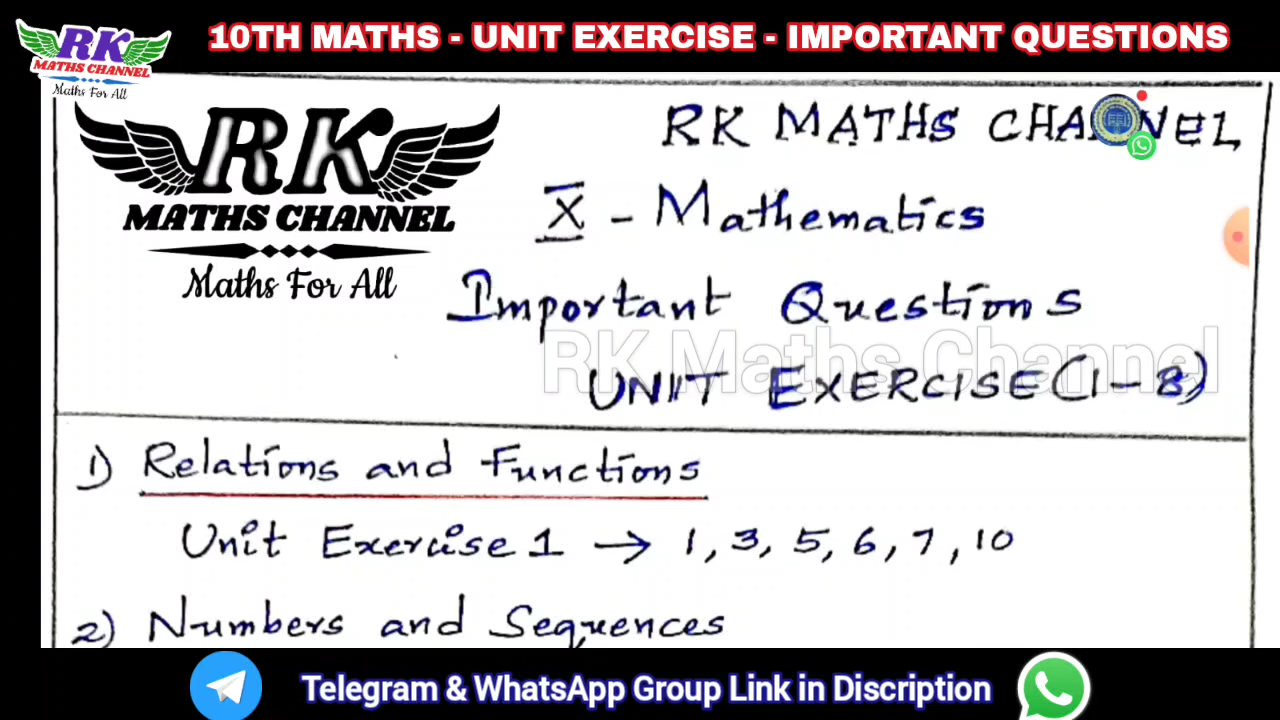 RK
MATHS CHANNEL
Maths For All
10TH MATHS - UNIT EXERCISE - IMPORTANT QUESTIONS
RK
MATHS CHANNEL
Maths For All
RK MATHS CHANNEL
X - Mathematics
Important Questions
RK Maths Channel
UNIT EXERCISE (1-8)
1) Relations and Functions
Unit Exercise 1 → 1, 3, 5, 6, 7, 10
2) Numbers and Sequences
Telegram & WhatsApp Group Link in Discription